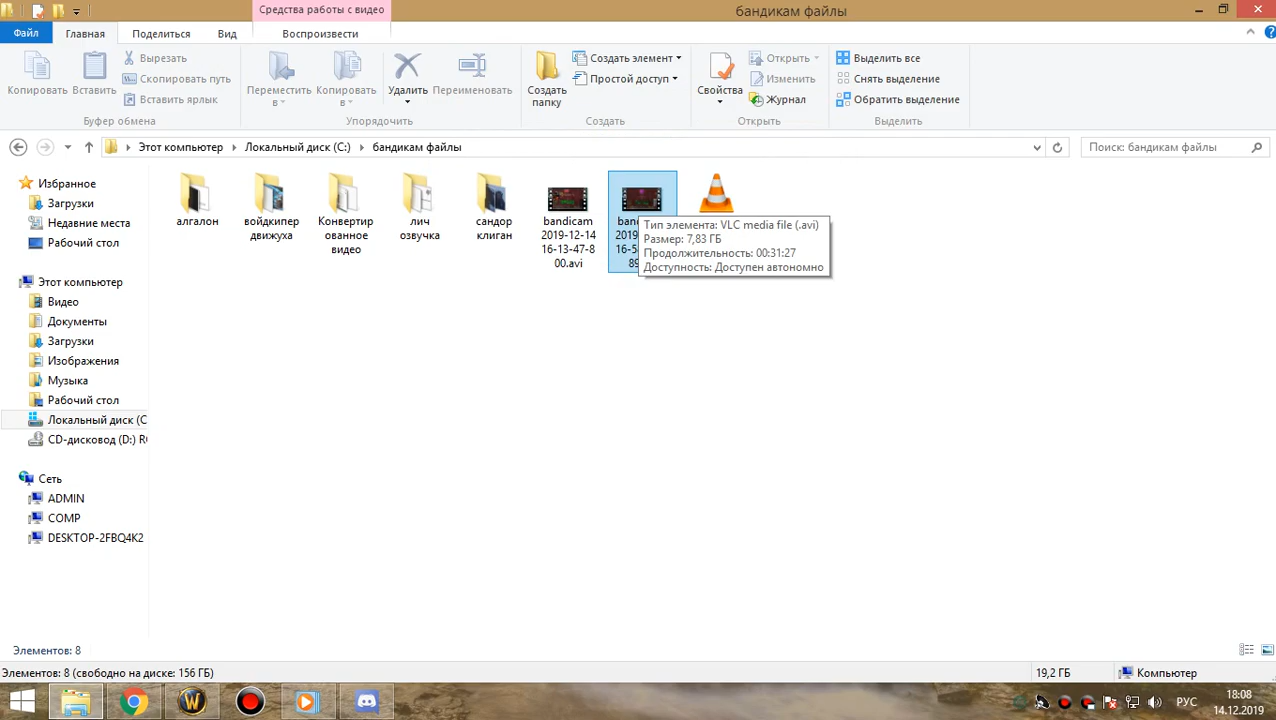 Средства работы с видео
бандикам файлы
Файл
Главная
Поделиться
Вид
Воспроизвести
Копировать
Вставить
Вырезать
Скопировать путь
Вставить ярлык
Буфер обмена
Переместить в
Копировать в
Удалить
Переименовать
Упорядочить
Создать папку
Создать элемент
Простой доступ
Создать
Свойства
Открыть
Изменить
Журнал
Открыть
Выделить все
Снять выделение
Обратить выделение
Выделить
Этот компьютер
Локальный диск (C:)
бандикам файлы
Поиск: бандикам файлы
Избранное
Загрузки
Недавние места
Рабочий стол
Этот компьютер
Видео
Документы
Загрузки
Изображения
Музыка
Рабочий стол
Локальный диск (C
CD-дисковод (D:) R
Сеть
ADMIN
COMP
DESKTOP-2FBQ4K2
алгалон
войдкипер
движуха
Конвертир
ованное
видео
лич
озвучка
сандор
клиган
bandicam
2019-12-14
16-13-47-8
00.avi
Тип элемента: VLC media file (.avi)
Размер: 7,83 ГБ
Продолжительность: 00:31:27
Доступность: Доступен автономно
Элементов: 8
Элементов: 8 (свободно на диске: 156 ГБ)
19,2 ГБ
Компьютер
РУС
18:08
14.12.2019